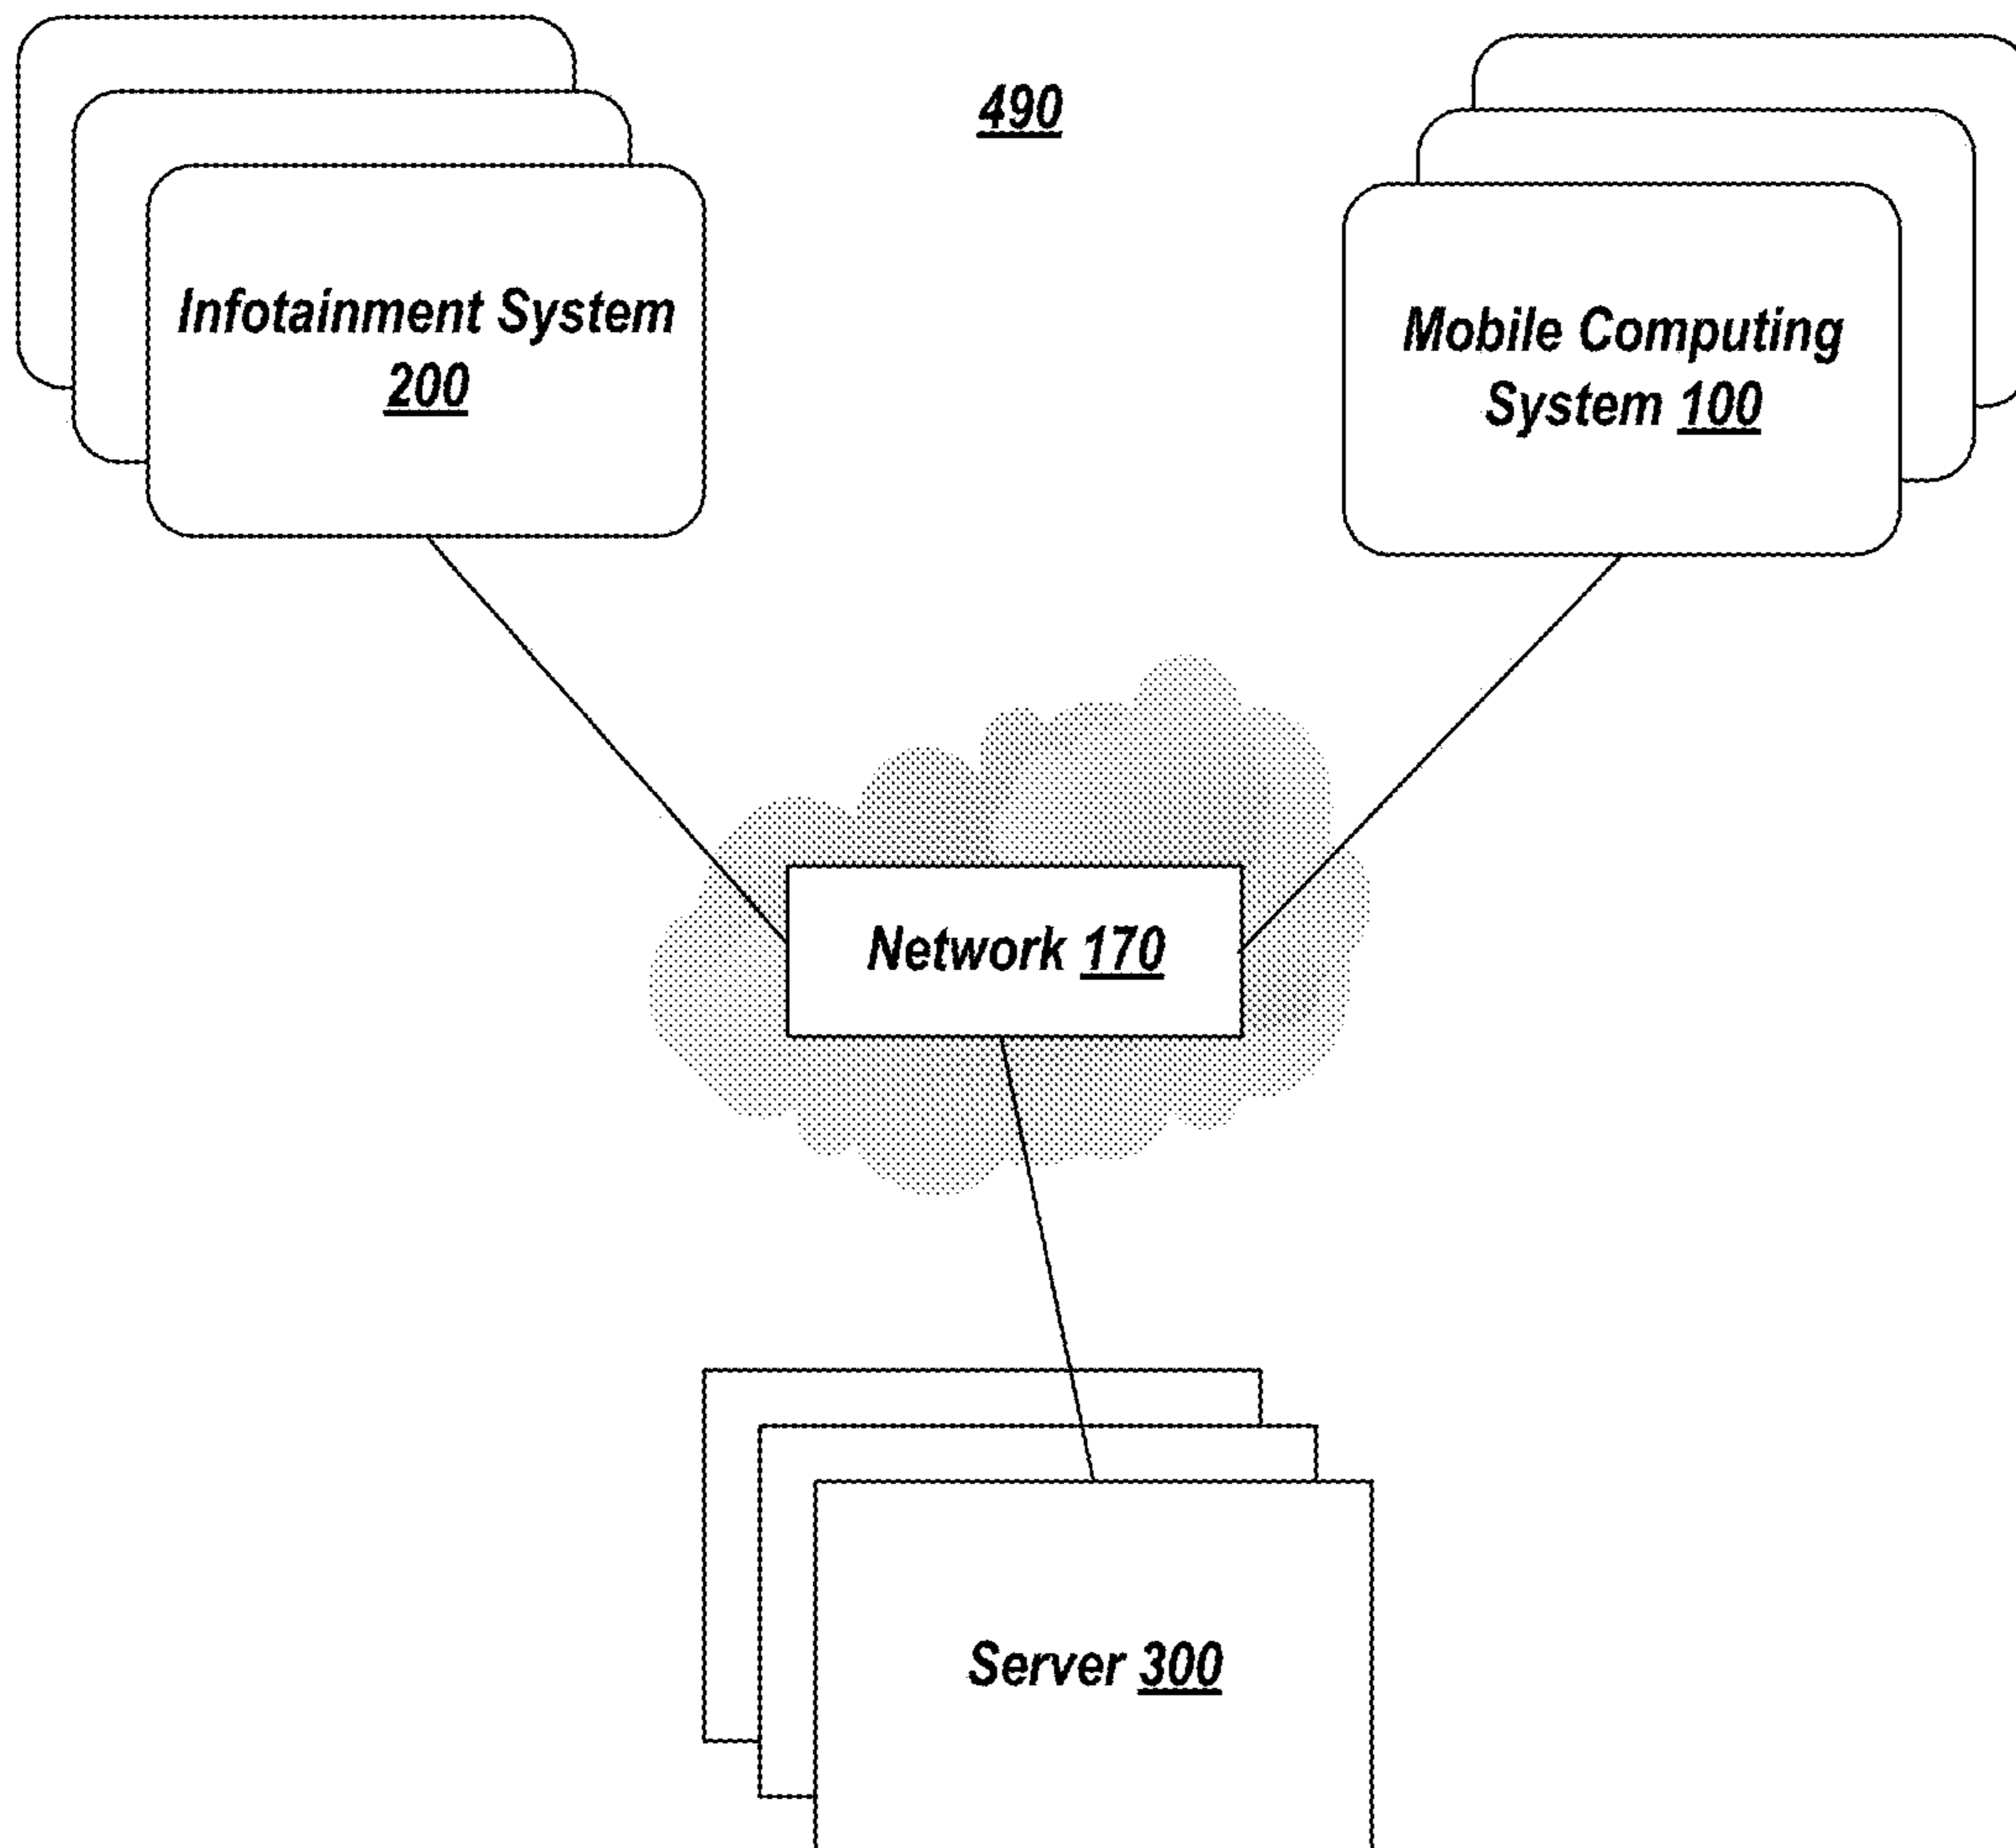 490
Infotainment System
200
Mobile Computing
System 100
Network 170
Server 300